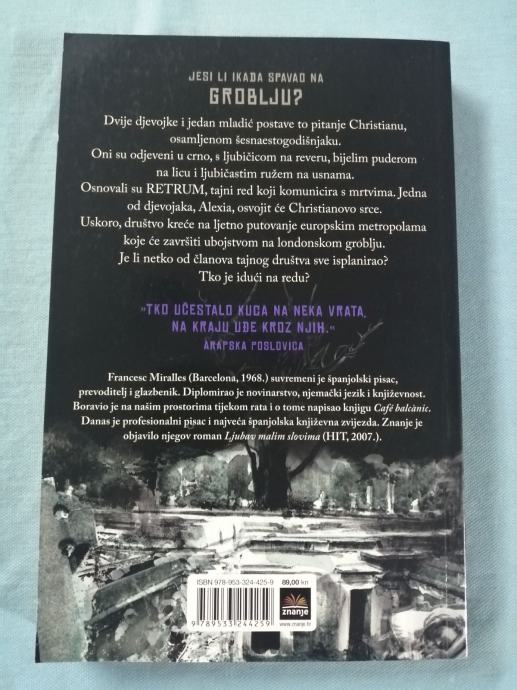 JESI LI IKADA SPAVAO NA
GROBLJU?
Dvije djevojke i jedan mladić postave to pitanje Christianu,
osamljenom šesnaestogodišnjaku.
Oni su odjeveni u crno, s ljubičicom na reveru, bijelim puderom
na licu i ljubičastim ružem na usnama.
Osnovali su RETRUM, tajni red koji komunicira s mrtvima. Jedna
od djevojaka, Alexia, osvojit će Christianovo srce.
Uskoro, društvo kreće na ljetno putovanje europskim metropolama
koje će završiti ubojstvom na londonskom groblju.
Je li netko od članova tajnog društva sve isplanirao?
Tko je idući na redu?
»TKO UČESTALO KUCA NA NEKA VRATA,
NA KRAJU UĐE KROZ NJIH.«
ARAPSKA POSLOVICA
Francesc Miralles (Barcelona, 1968.) suvremeni je španjolski pisac,
prevoditelj i glazbenik. Diplomirao je novinarstvo, njemački jezik i književnost.
Boravio je na našim prostorima tijekom rata i o tome napisao knjigu Café balcànic.
Danas je profesionalni pisac i najveća španjolska književna zvijezda. Znanje je
objavilo njegov roman Ljubav malim slovima (HIT, 2007.).
ISBN 978-953-324-425-9
89,00 kn
9 789533 244259
znanje
www.znanje.hr